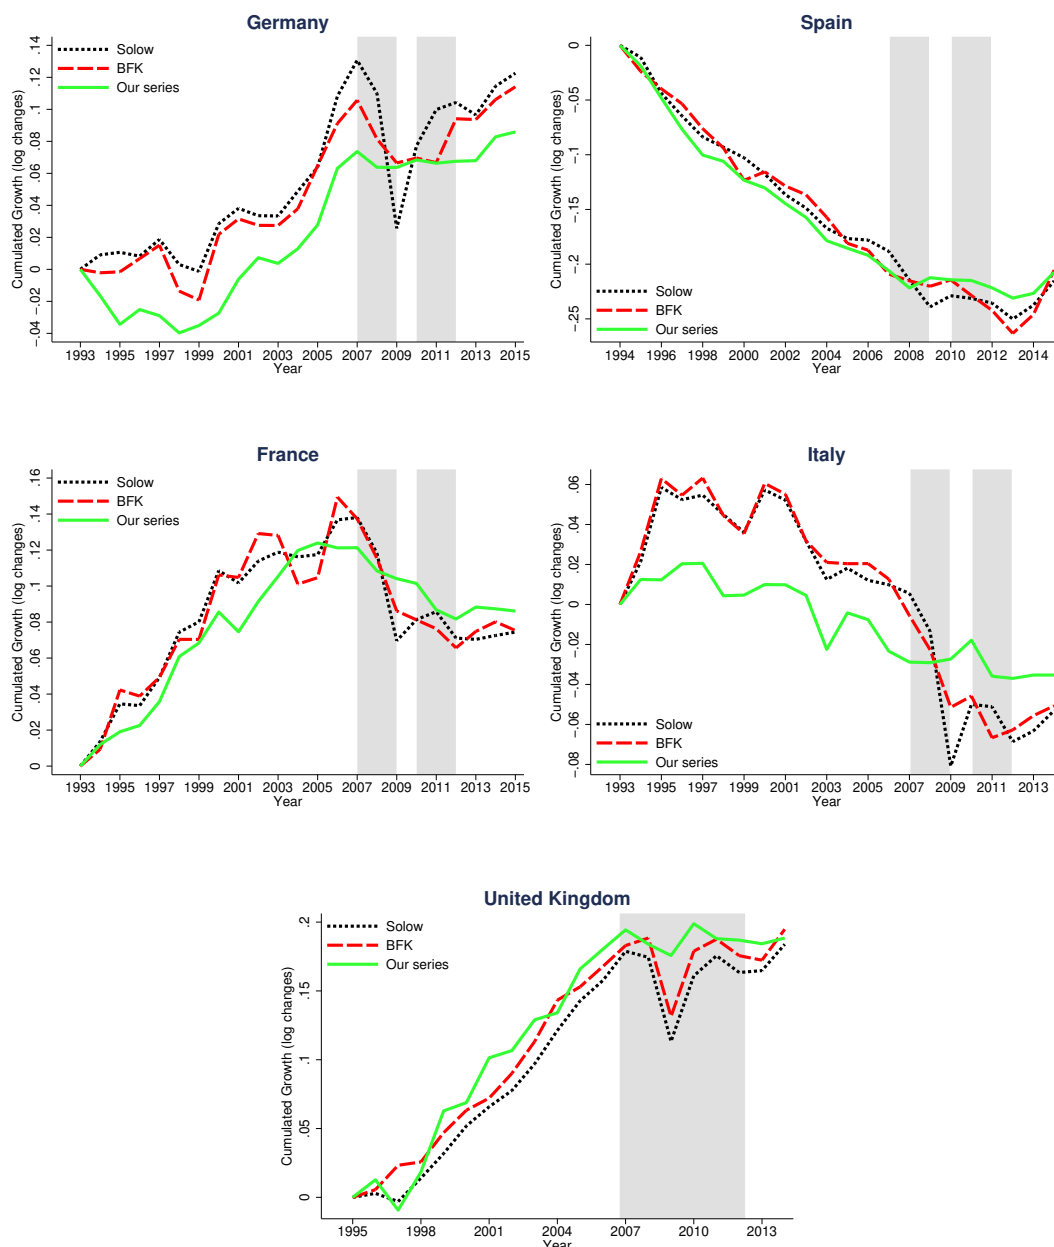 Germany
Cumulated Growth (log changes)
.14
.12
.1
.08
.06
.04
.02
0
-.02
-.04
Solow
BFK
Our series
1993 1995 1997 1999 2001 2003 2005 2007 2009 2011 2013 2015
Year
Spain
Cumulated Growth (log changes)
0
-.05
-.1
-.15
-.2
-.25
Solow
BFK
Our series
1994 1996 1998 2000 2002 2004 2006 2008 2010 2012 2014
Year
France
Cumulated Growth (log changes)
.16
.14
.12
.1
.08
.06
.04
.02
0
Solow
BFK
Our series
1993 1995 1997 1999 2001 2003 2005 2007 2009 2011 2013 2015
Year
Italy
Cumulated Growth (log changes)
.06
.04
.02
0
-.02
-.04
-.06
-.08
Solow
BFK
Our series
1993 1995 1997 1999 2001 2003 2005 2007 2009 2011 2013
Year
United Kingdom
Cumulated Growth (log changes)
.2
.15
.1
.05
0
Solow
BFK
Our series
1995 1998 2001 2004 2007 2010 2013
Year